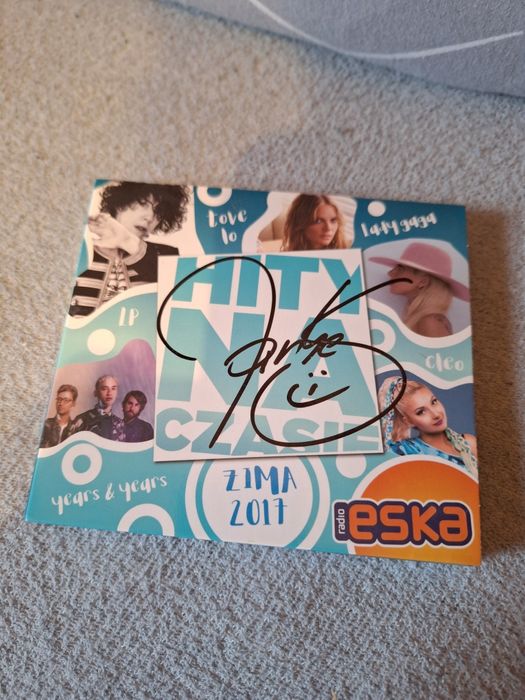 tove
lo
lady gaga
HITY
NA
CZASIE
LP
cleo
years & years
ZIMA
2017
radio
eska